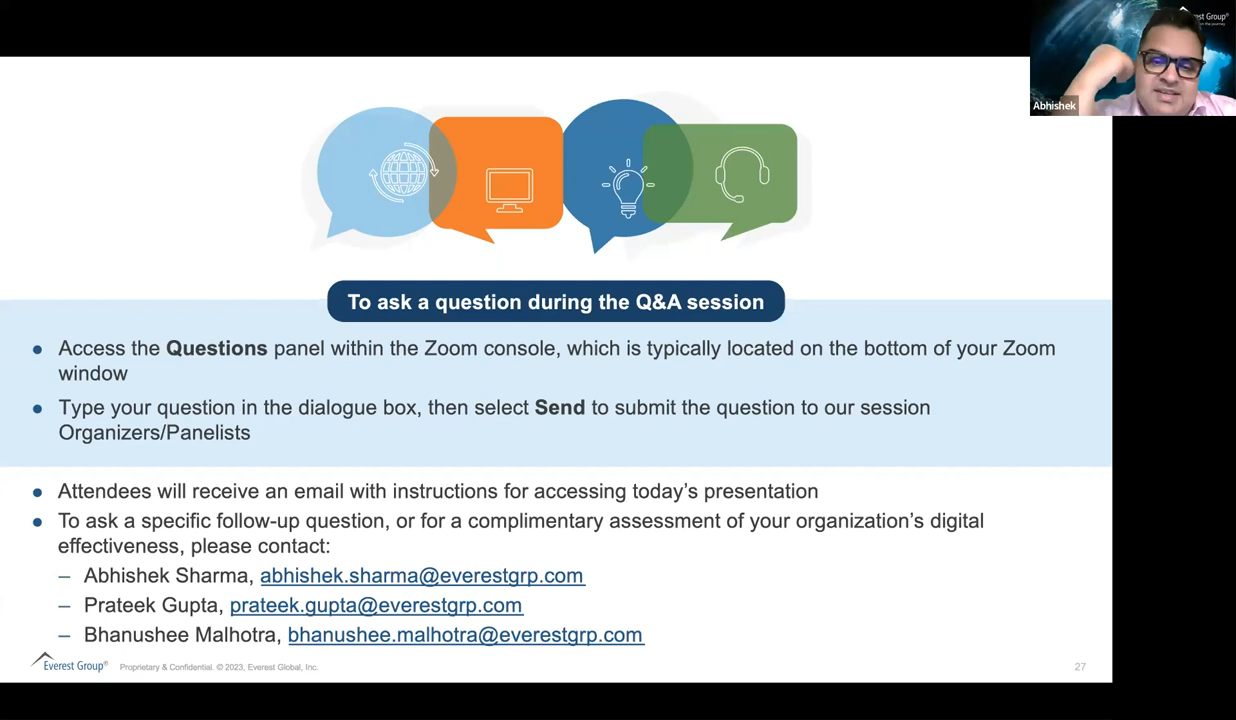 est Group®
Abhishek
To ask a question during the Q&A session
● Access the Questions panel within the Zoom console, which is typically located on the bottom of your Zoom
window
● Type your question in the dialogue box, then select Send to submit the question to our session
Organizers/Panelists
● Attendees will receive an email with instructions for accessing today's presentation
● To ask a specific follow-up question, or for a complimentary assessment of your organization's digital
effectiveness, please contact:
– Abhishek Sharma, abhishek.sharma@everestgrp.com
– Prateek Gupta, prateek.gupta@everestgrp.com
– Bhanushee Malhotra, bhanushee.malhotra@everestgrp.com
Everest Group® Proprietary & Confidential. © 2023, Everest Global, Inc. 27